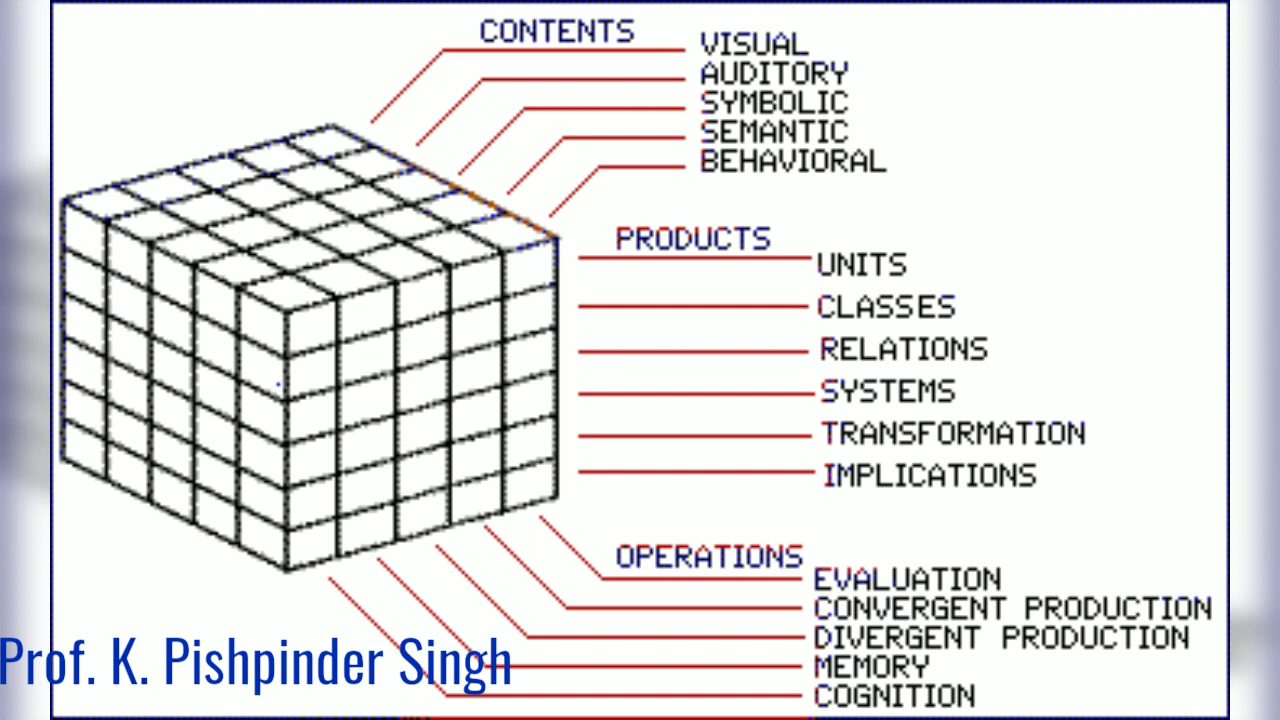 CONTENTS
VISUAL
AUDITORY
SYMBOLIC
SEMANTIC
BEHAVIORAL
PRODUCTS
UNITS
CLASSES
RELATIONS
SYSTEMS
TRANSFORMATION
IMPLICATIONS
OPERATIONS
EVALUATION
CONVERGENT PRODUCTION
DIVERGENT PRODUCTION
MEMORY
COGNITION
Prof. K. Pishpinder Singh